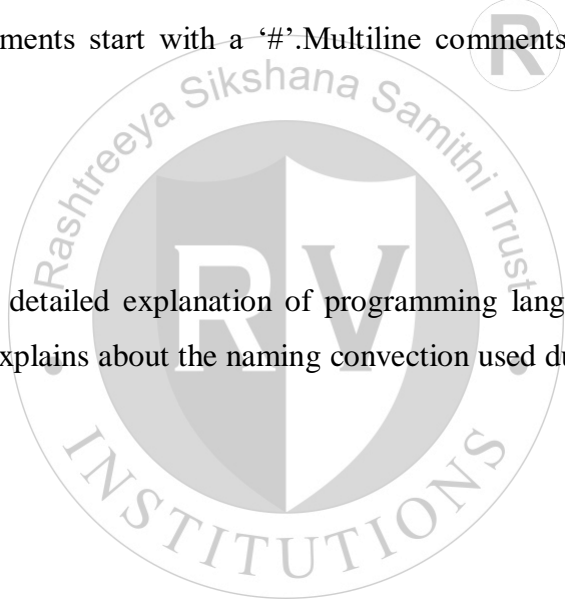 R
ments start with a ‘#’.Multiline comments
Rashtreeya Sikshana Samithi Trust
RV
detailed explanation of programming lang
xplains about the naming convection used du
INSTITUTIONS